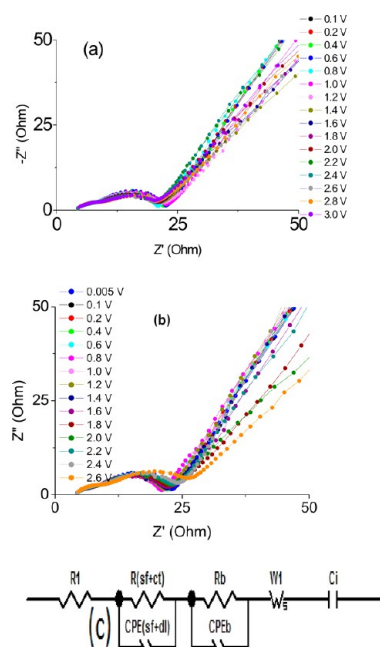 (a)
50
25
0
0
25
50
-Z" (Ohm)
Z' (Ohm)
0.1 V
0.2 V
0.4 V
0.6 V
0.8 V
1.0 V
1.2 V
1.4 V
1.6 V
1.8 V
2.0 V
2.2 V
2.4 V
2.6 V
2.8 V
3.0 V
(b)
50
25
0
0
25
50
Z" (Ohm)
Z' (Ohm)
0.005 V
0.1 V
0.2 V
0.4 V
0.6 V
0.8 V
1.0 V
1.2 V
1.4 V
1.6 V
1.8 V
2.0 V
2.2 V
2.4 V
2.6 V
R1
R(sf+ct)
Rb
W1
Ci
s
(c)
CPE(sf+dl)
CPEb